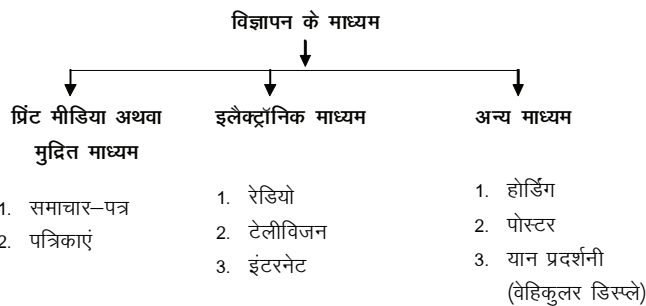 विज्ञापन के माध्यम
प्रिंट मीडिया अथवा
मुद्रित माध्यम
1. समाचार–पत्र
2. पत्रिकाएं
इलैक्ट्रॉनिक माध्यम
1. रेडियो
2. टेलीविजन
3. इंटरनेट
अन्य माध्यम
1. होर्डिंग
2. पोस्टर
3. यान प्रदर्शनी
(वेहिकुलर डिस्प्ले)